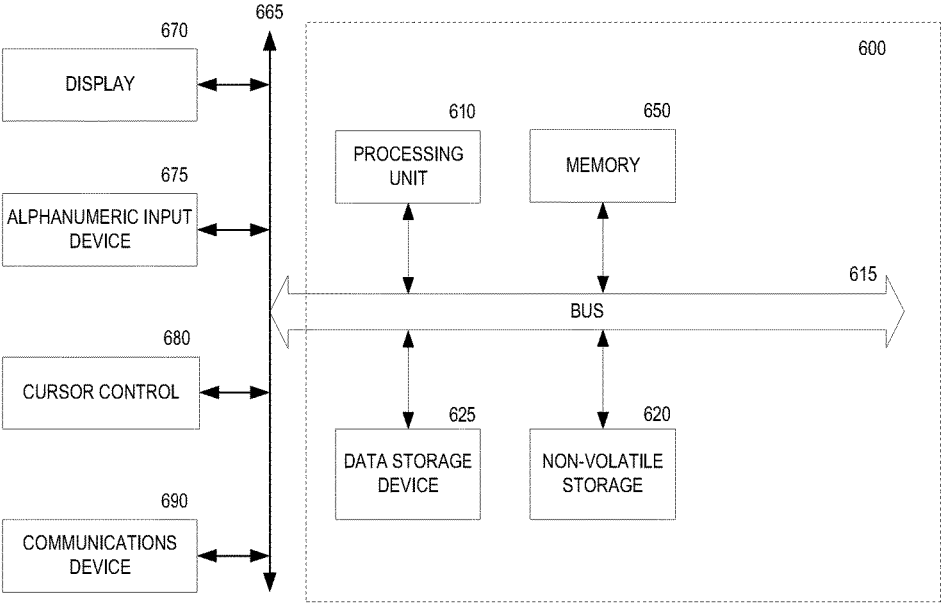 665
600
670
DISPLAY
610
650
PROCESSING
UNIT
MEMORY
675
ALPHANUMERIC INPUT
DEVICE
615
BUS
680
CURSOR CONTROL
625
620
DATA STORAGE
DEVICE
NON-VOLATILE
STORAGE
690
COMMUNICATIONS
DEVICE